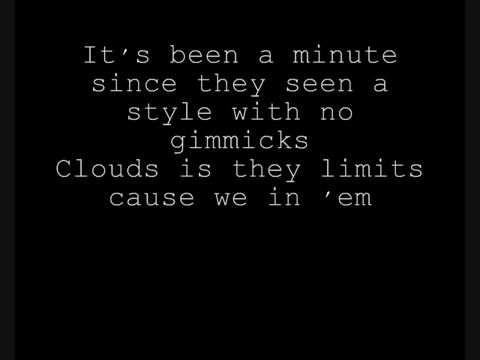 It's been a minute
since they seen a
style with no
gimmicks
Clouds is they limits
cause we in 'em